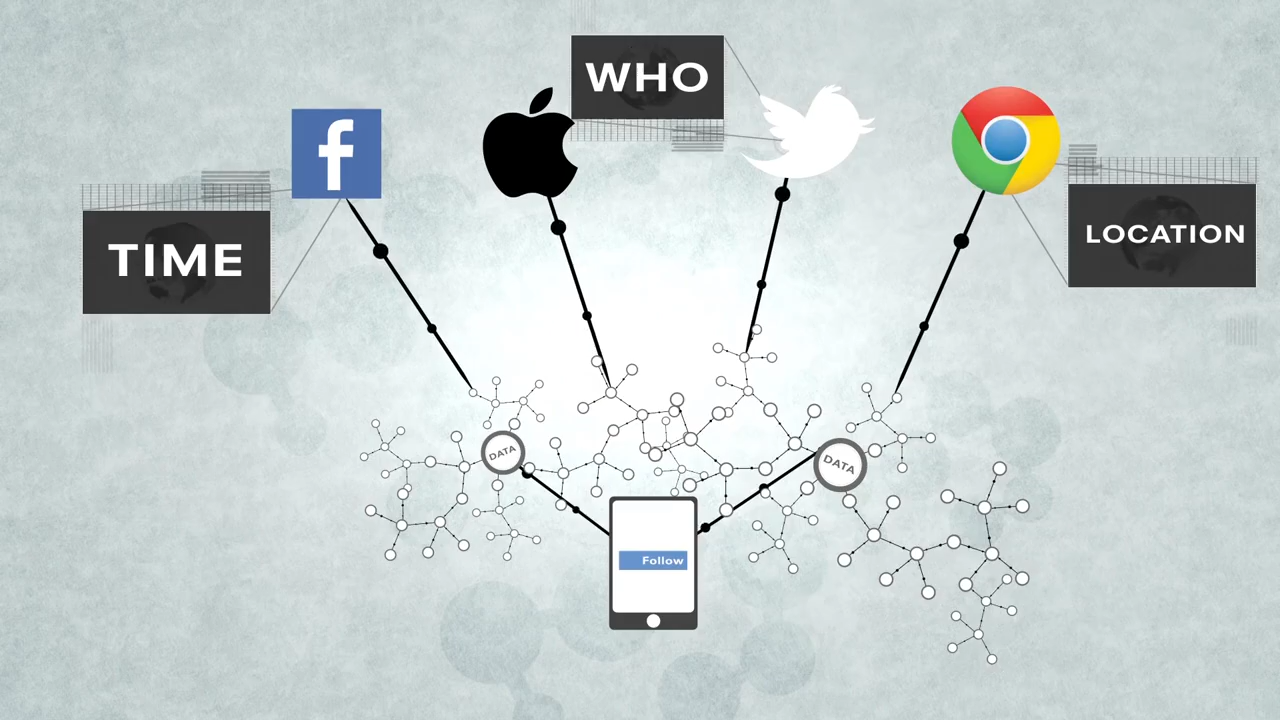 WHO
f
TIME
LOCATION
DATA
DATA
Follow